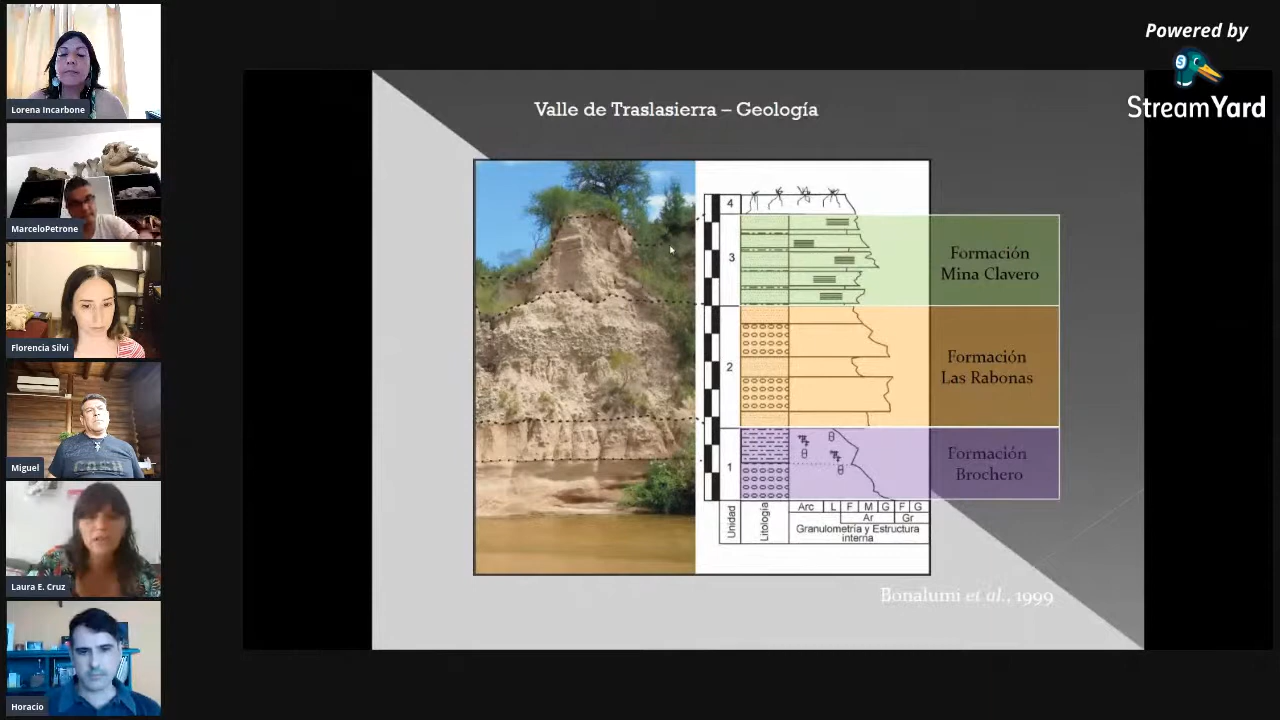 Lorena Incarbone
MarceloPetrone
Florencia Silvi
Miguel
Laura E. Cruz
Horacio
Powered by
StreamYard
Valle de Traslasierra – Geología
4
3
2
1
Formación
Mina Clavero
Formación
Las Rabonas
Formación
Brochero
Unidad
Litología
Arc L F M G F G
Ar Gr
Granulometría y Estructura
interna
Bonalumi et al., 1999